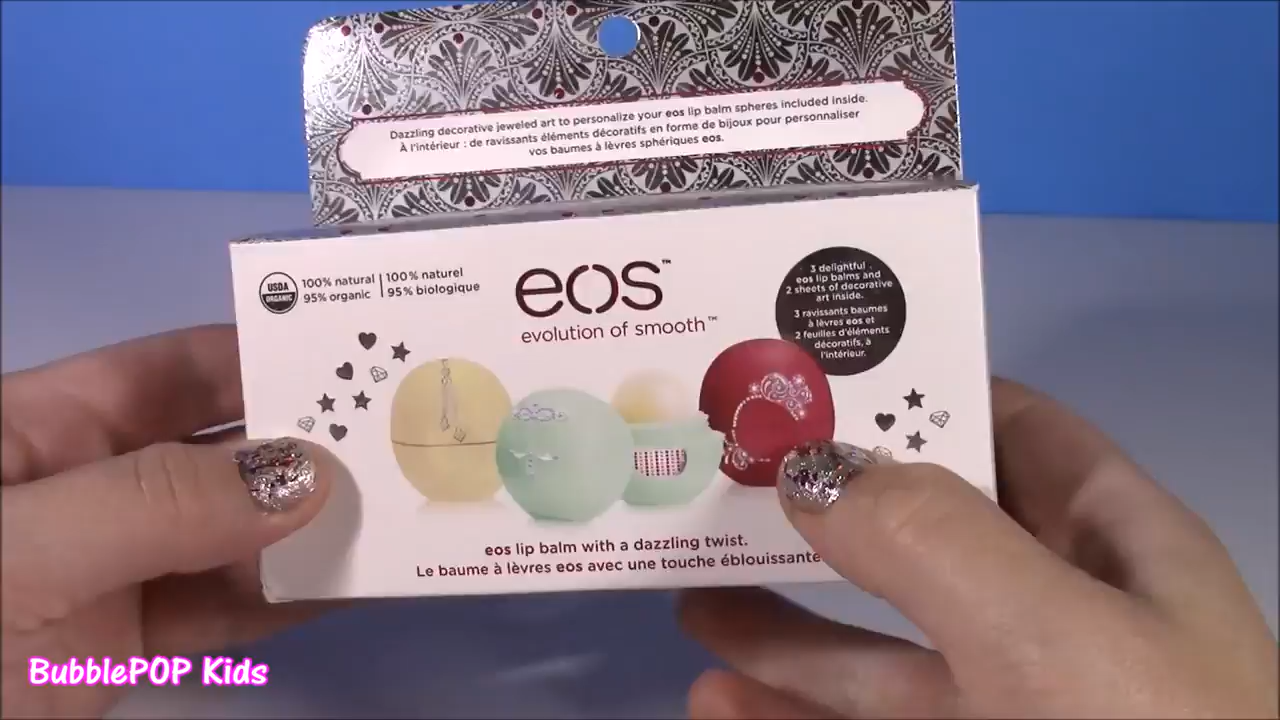 Dazzling decorative jeweled art to personalize your eos lip balm spheres included inside.
À l'intérieur : de ravissants éléments décoratifs en forme de bijoux pour personnaliser
vos baumes à lèvres sphériques eos.
USDA
ORGANIC
100% natural | 100% naturel
95% organic | 95% biologique
eos™
evolution of smooth™
3 delightful
eos lip balms and
2 sheets of decorative
art inside.
3 ravissants baumes
à lèvres eos et
2 feuilles d'éléments
décoratifs, à
l'intérieur.
eos lip balm with a dazzling twist.
Le baume à lèvres eos avec une touche éblouissante
BubblePOP Kids